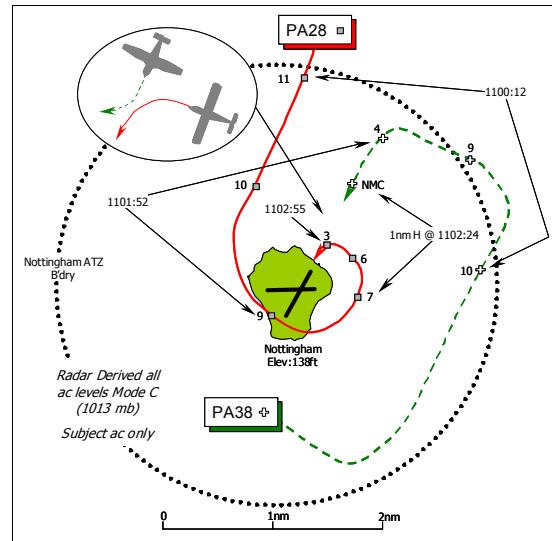 PA28
11
1100:12
4
9
10
NMC
1101:52
1102:55
3
1nm H @ 1102:24
6
Nottingham ATZ
B'dry
10
7
9
Nottingham
Elev:138ft
Radar Derived all
ac levels Mode C
(1013 mb)
Subject ac only
PA38
0
1nm
2nm